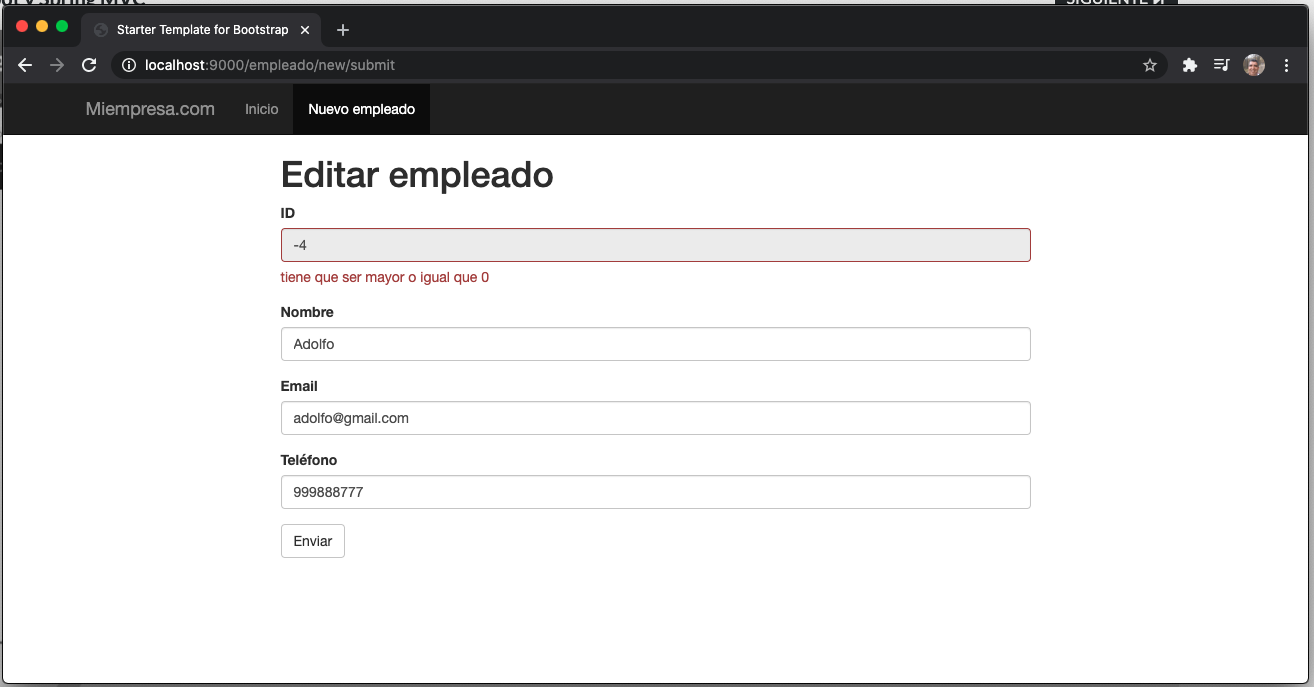 Starter Template for Bootstrap
localhost:9000/empleado/new/submit
Miempresa.com Inicio Nuevo empleado
Editar empleado
ID
-4
tiene que ser mayor o igual que 0
Nombre
Adolfo
Email
adolfo@gmail.com
Teléfono
999888777
Enviar